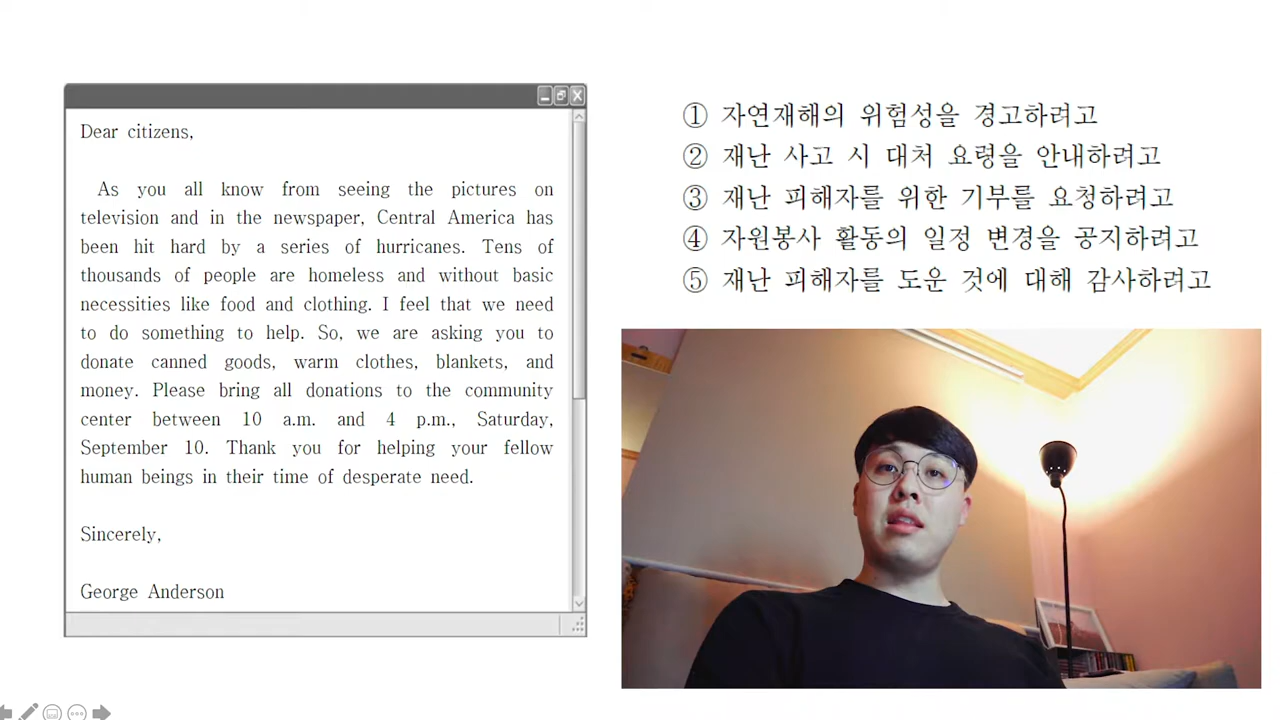 Dear citizens,
As you all know from seeing the pictures on
television and in the newspaper, Central America has
been hit hard by a series of hurricanes. Tens of
thousands of people are homeless and without basic
necessities like food and clothing. I feel that we need
to do something to help. So, we are asking you to
donate canned goods, warm clothes, blankets, and
money. Please bring all donations to the community
center between 10 a.m. and 4 p.m., Saturday,
September 10. Thank you for helping your fellow
human beings in their time of desperate need.
Sincerely,
George Anderson
① 자연재해의 위험성을 경고하려고
② 재난 사고 시 대처 요령을 안내하려고
③ 재난 피해자를 위한 기부를 요청하려고
④ 자원봉사 활동의 일정 변경을 공지하려고
⑤ 재난 피해자를 도운 것에 대해 감사하려고